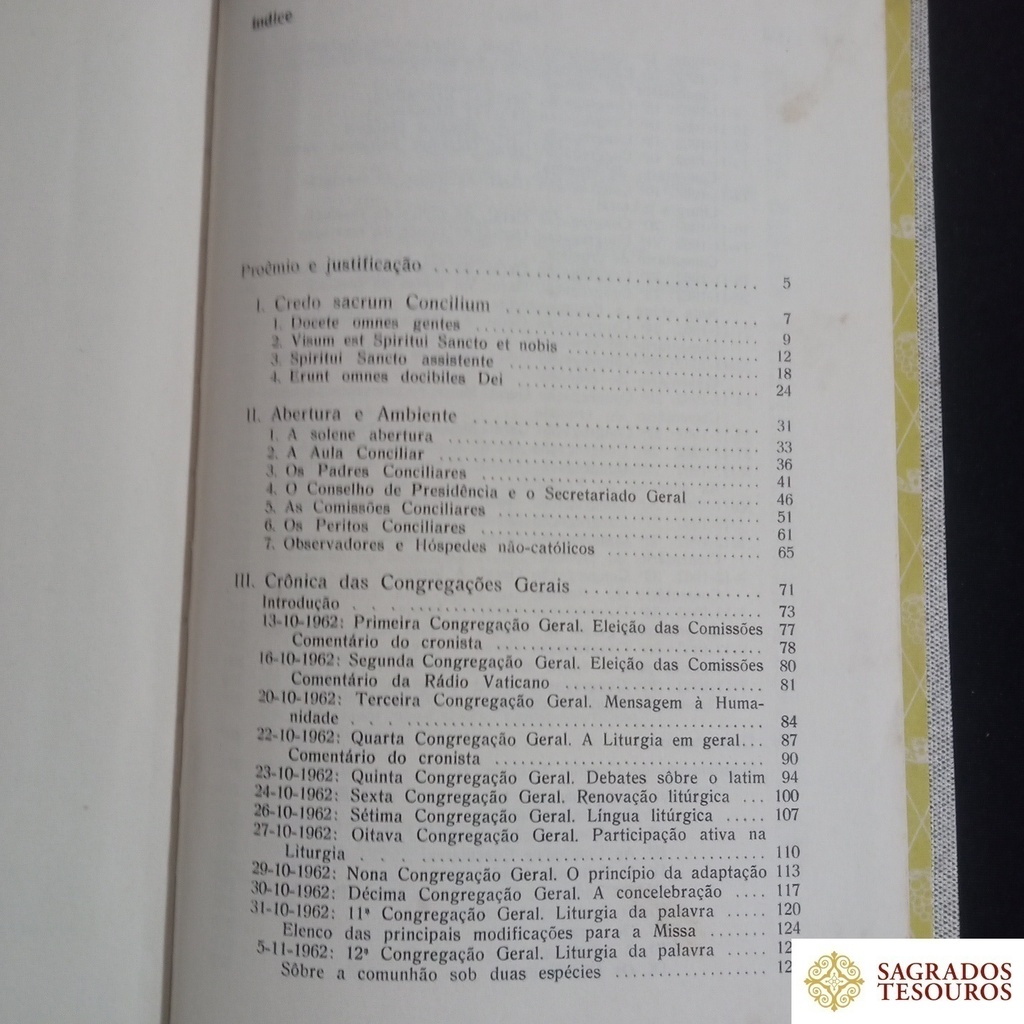 Índice
Proêmio e justificação .......... 5
I. Credo sacrum Concilium .......... 7
1. Docete omnes gentes .......... 9
2. Visum est Spiritui Sancto et nobis .......... 12
3. Spiritui Sancto assistente .......... 18
4. Erunt omnes docibiles Dei .......... 24
II. Abertura e Ambiente .......... 31
1. A solene abertura .......... 33
2. A Aula Conciliar .......... 36
3. Os Padres Conciliares .......... 41
4. O Conselho de Presidência e o Secretariado Geral ........ 46
5. As Comissões Conciliares .......... 51
6. Os Peritos Conciliares .......... 61
7. Observadores e Hóspedes não-católicos .......... 65
III. Crônica das Congregações Gerais .......... 71
Introdução .......... 73
13-10-1962: Primeira Congregação Geral. Eleição das Comissões 77
Comentário do cronista .......... 78
16-10-1962: Segunda Congregação Geral. Eleição das Comissões 80
Comentário da Rádio Vaticano .......... 81
20-10-1962: Terceira Congregação Geral. Mensagem à Huma-
nidade .......... 84
22-10-1962: Quarta Congregação Geral. A Liturgia em geral... 87
Comentário do cronista .......... 90
23-10-1962: Quinta Congregação Geral. Debates sôbre o latim 94
24-10-1962: Sexta Congregação Geral. Renovação litúrgica ... 100
26-10-1962: Sétima Congregação Geral. Língua litúrgica ..... 107
27-10-1962: Oitava Congregação Geral. Participação ativa na
Liturgia .......... 110
29-10-1962: Nona Congregação Geral. O princípio da adaptação 113
30-10-1962: Décima Congregação Geral. A concelebração ..... 117
31-10-1962: 11ª Congregação Geral. Liturgia da palavra ..... 120
Elenco das principais modificações para a Missa ....... 124
5-11-1962: 12ª Congregação Geral. Liturgia da palavra
Sôbre a comunhão sob duas espécies ..........
SAGRADOS
TESOUROS